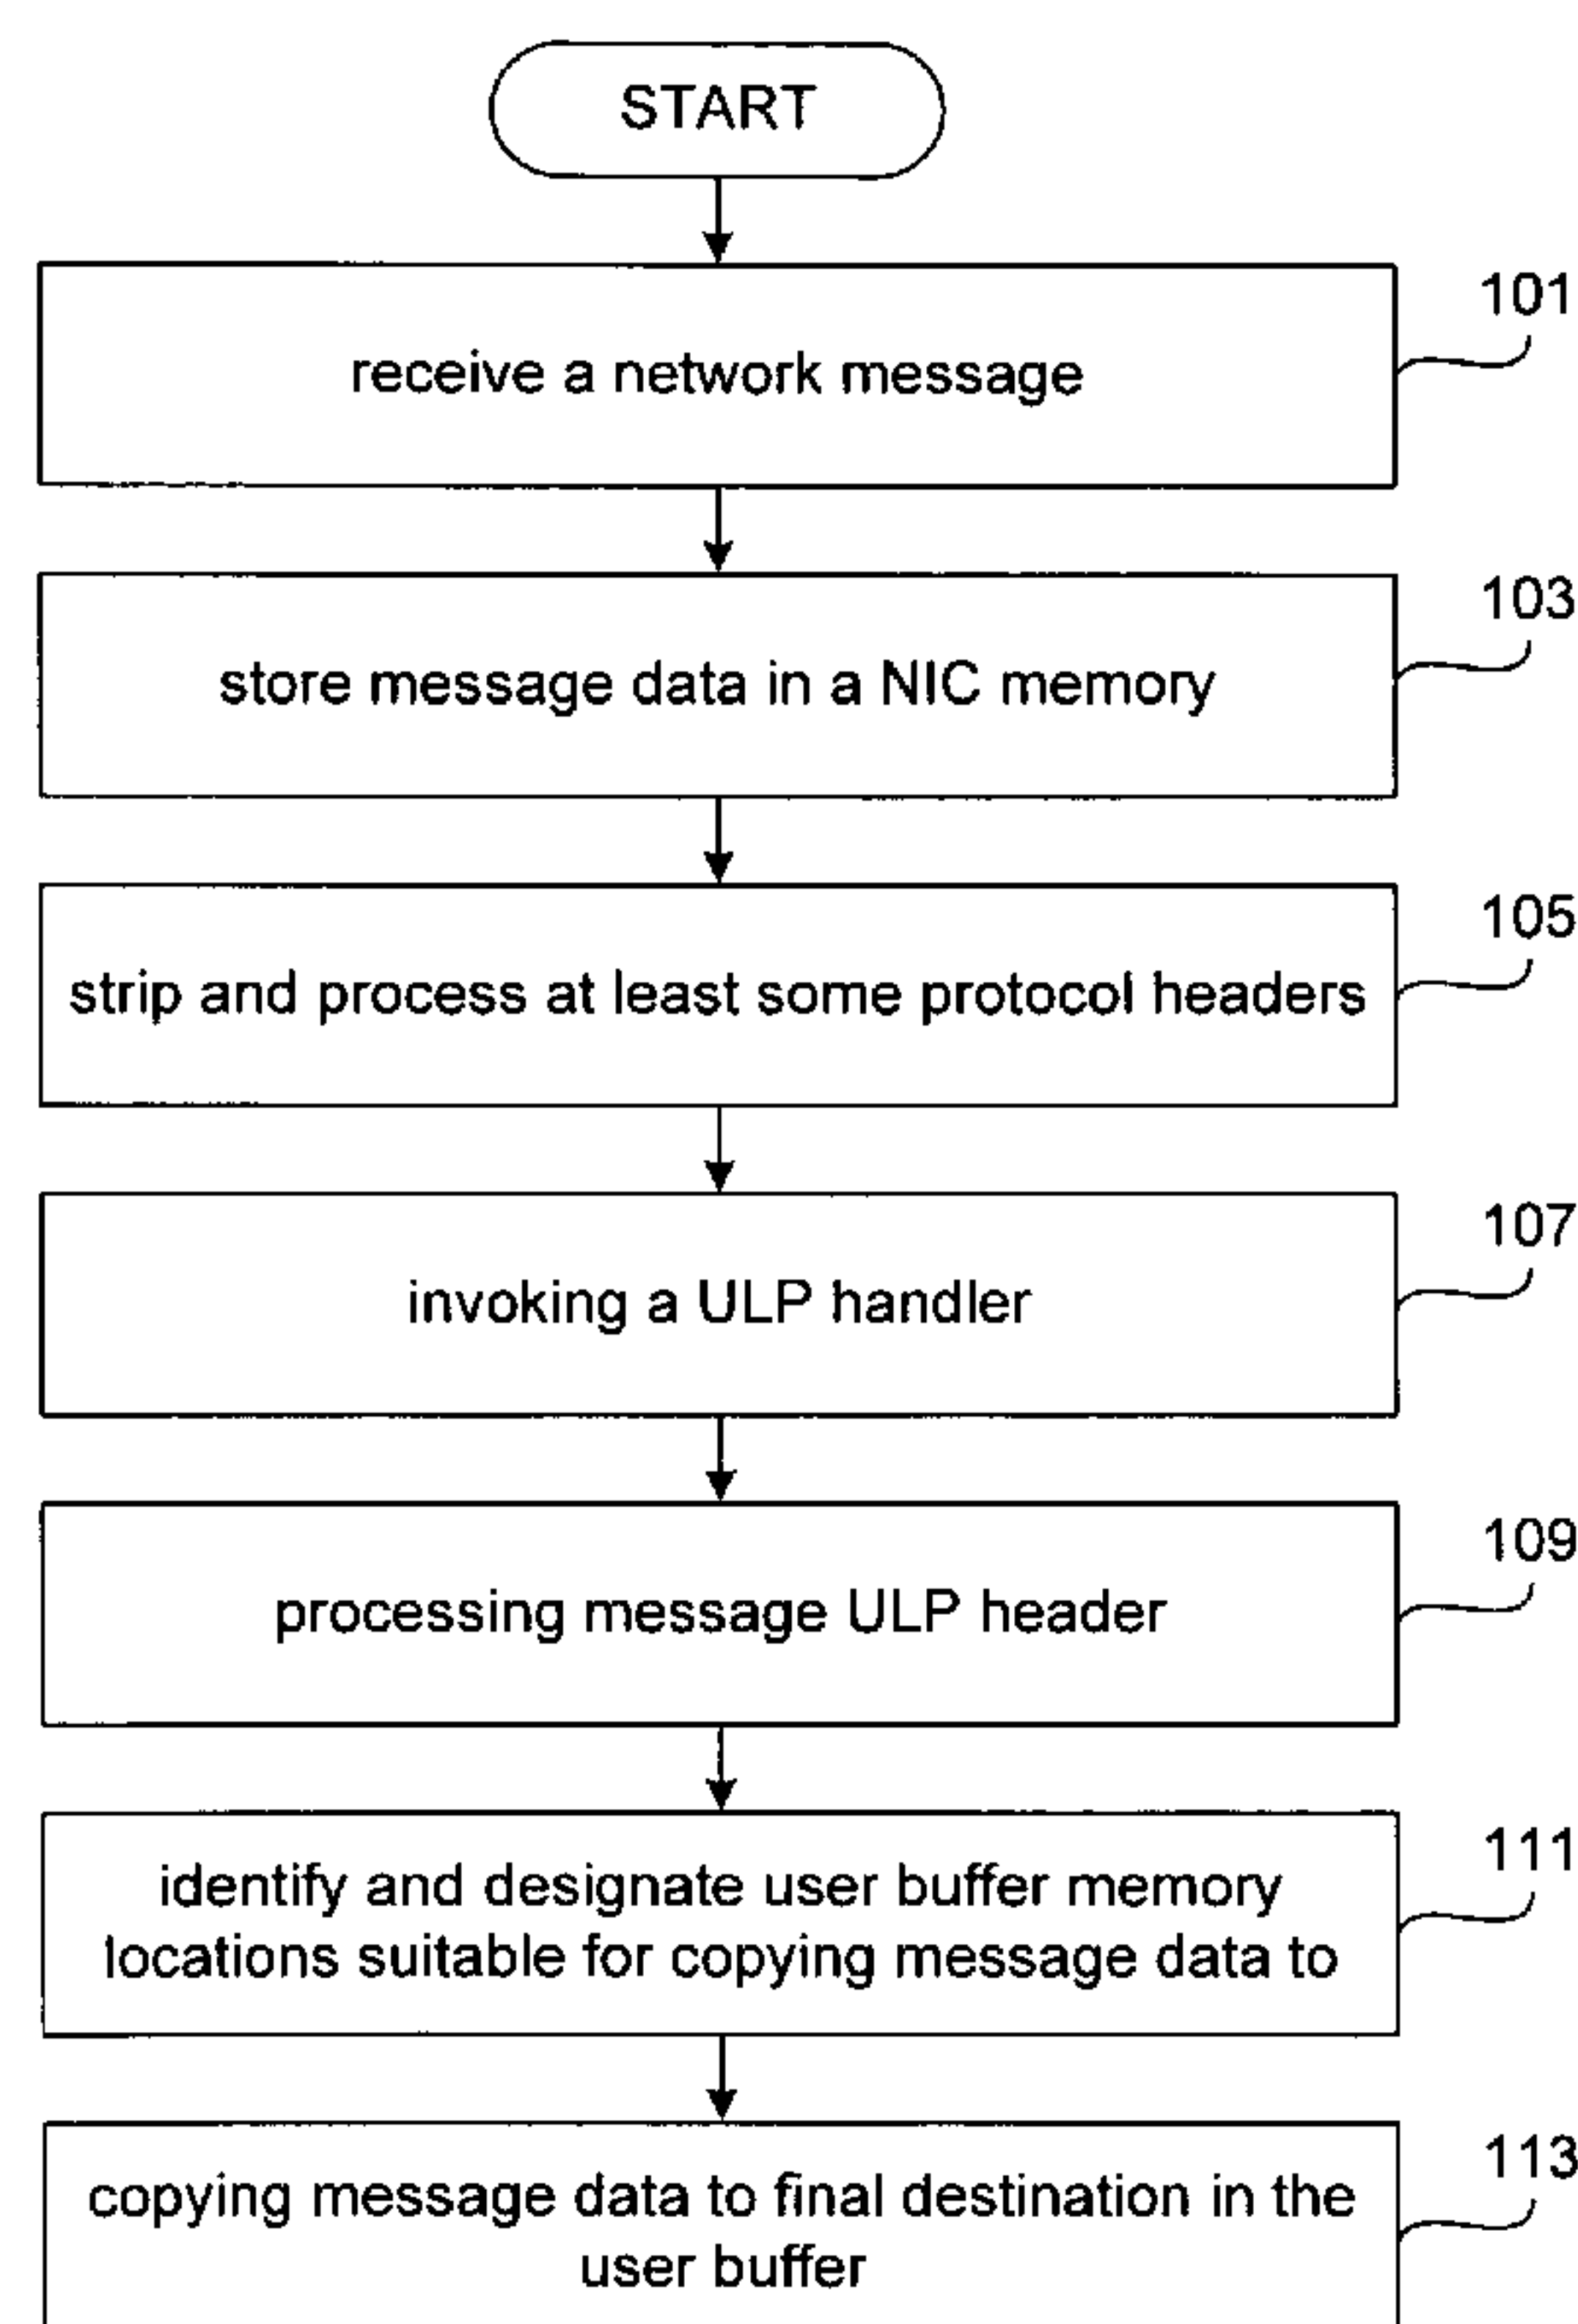 START
101
receive a network message
103
store message data in a NIC memory
105
strip and process at least some protocol headers
107
invoking a ULP handler
109
processing message ULP header
111
identify and designate user buffer memory
locations suitable for copying message data to
113
copying message data to final destination in the
user buffer